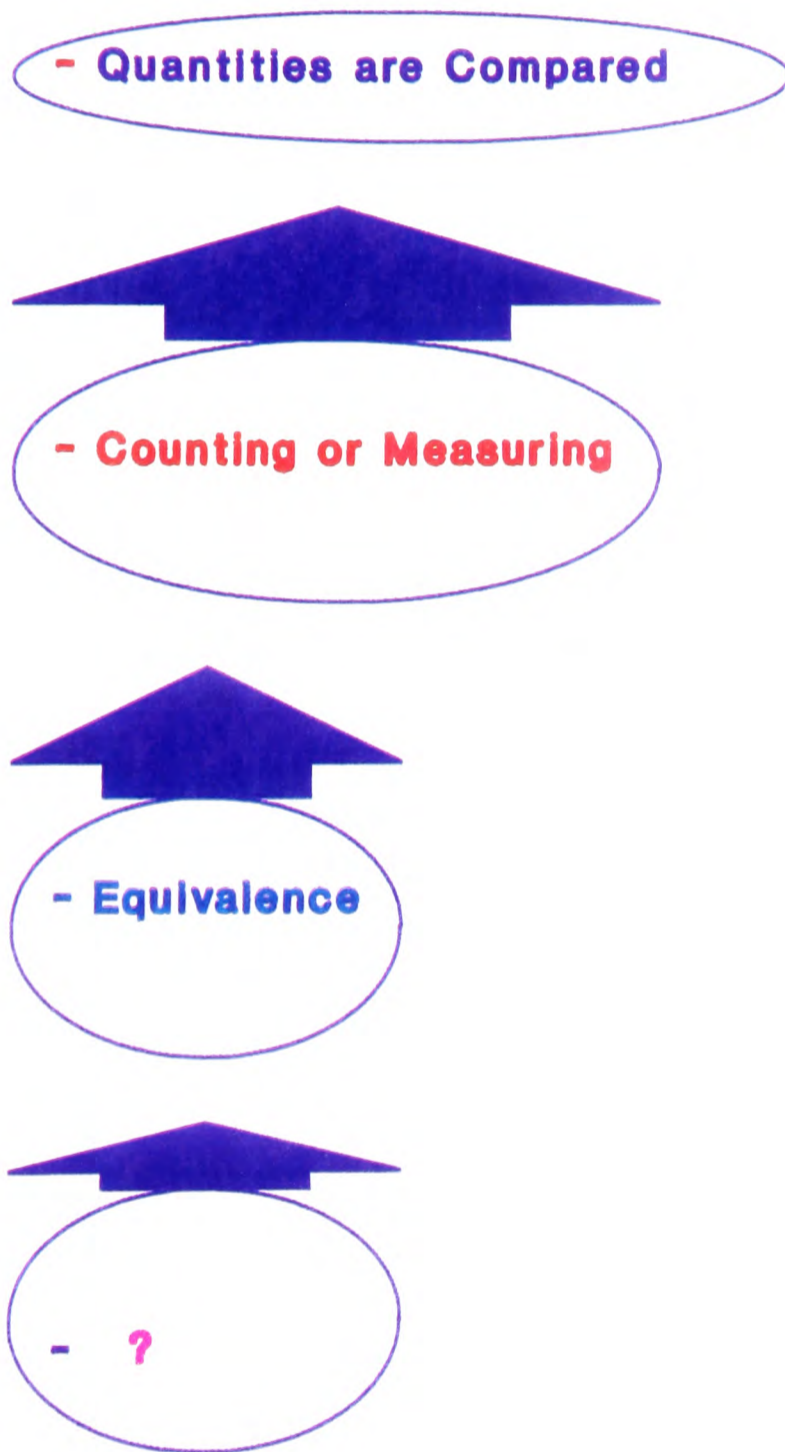 - Quantities are Compared
- Counting or Measuring
- Equivalence
- ?